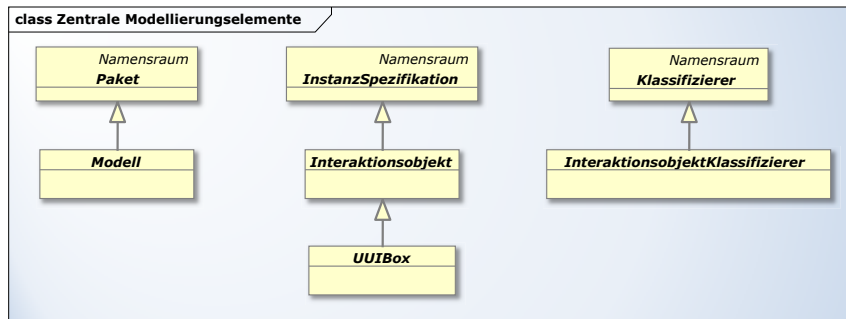 class Zentrale Modellierungselemente
Namensraum
Paket
Namensraum
InstanzSpezifikation
Namensraum
Klassifizierer
Modell
Interaktionsobjekt
InteraktionsobjektKlassifizierer
UUIBox